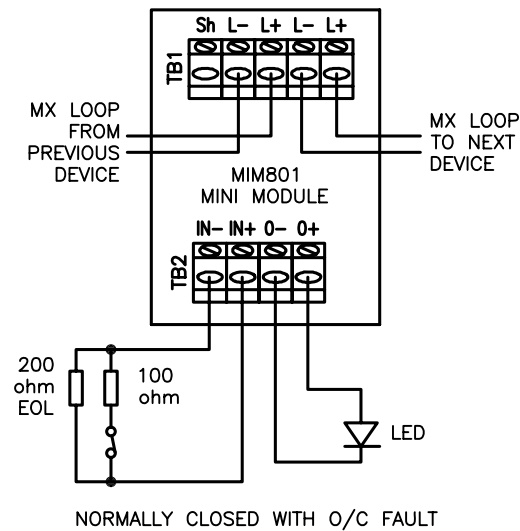 Sh L- L+ L- L+
TB1
MX LOOP
FROM
PREVIOUS
DEVICE
MX LOOP
TO NEXT
DEVICE
MIM801
MINI MODULE
IN- IN+ O- O+
TB2
200
ohm
EOL
100
ohm
LED
NORMALLY CLOSED WITH O/C FAULT